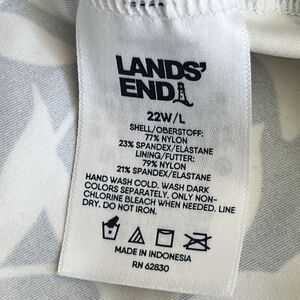 LANDS'
END
22W/L
SHELL/OBERSTOFF:
77% NYLON
23% SPANDEX/ELASTANE
LINING/FUTTER:
79% NYLON
21% SPANDEX/ELASTANE
HAND WASH COLD. WASH DARK
COLORS SEPARATELY. ONLY NON-
CHLORINE BLEACH WHEN NEEDED. LINE
DRY. DO NOT IRON.
MADE IN INDONESIA
RN 62830